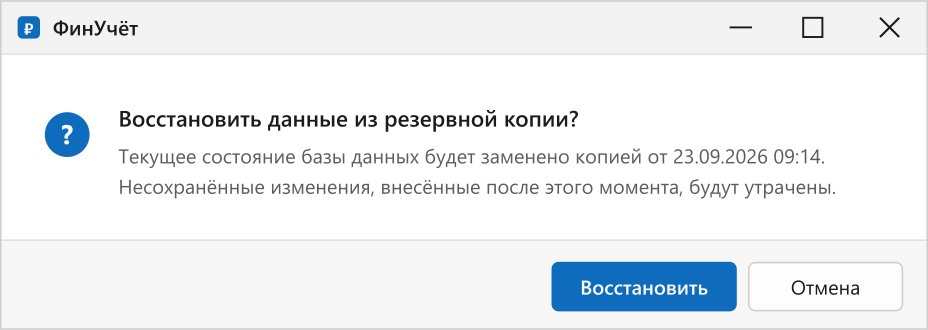 ФинУчёт
Восстановить данные из резервной копии?
Текущее состояние базы данных будет заменено копией от 23.09.2026 09:14.
Несохранённые изменения, внесённые после этого момента, будут утрачены.
Восстановить
Отмена